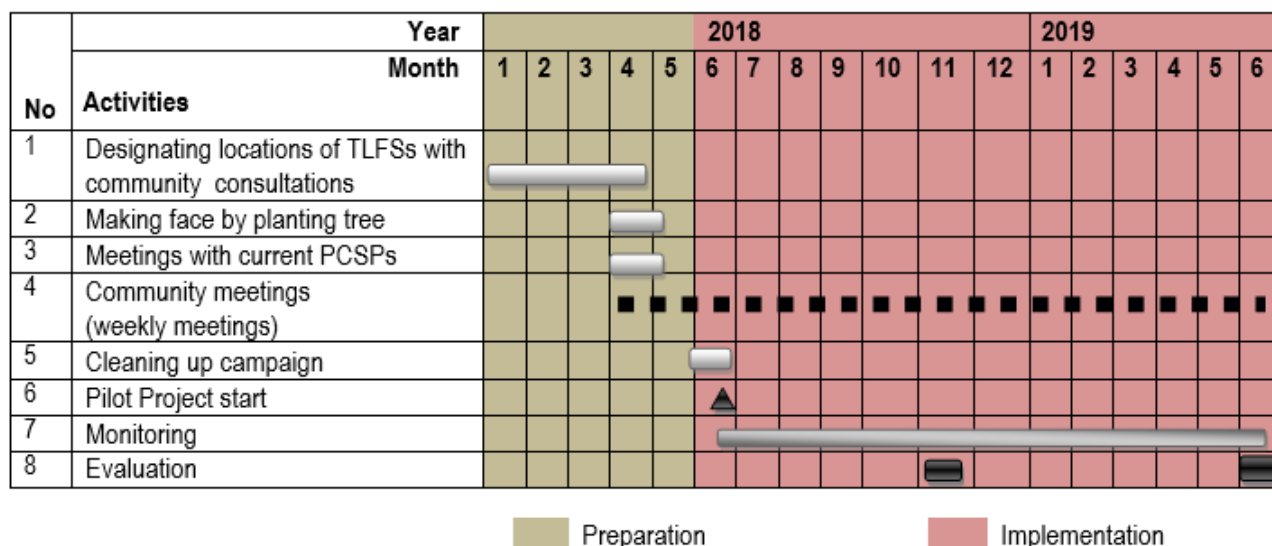 Year 2018 2019
Month 1 2 3 4 5 6 7 8 9 10 11 12 1 2 3 4 5 6
No Activities
1 Designating locations of TLFSs with
community consultations
2 Making face by planting tree
3 Meetings with current PCSPs
4 Community meetings
(weekly meetings)
5 Cleaning up campaign
6 Pilot Project start
7 Monitoring
8 Evaluation
Preparation Implementation